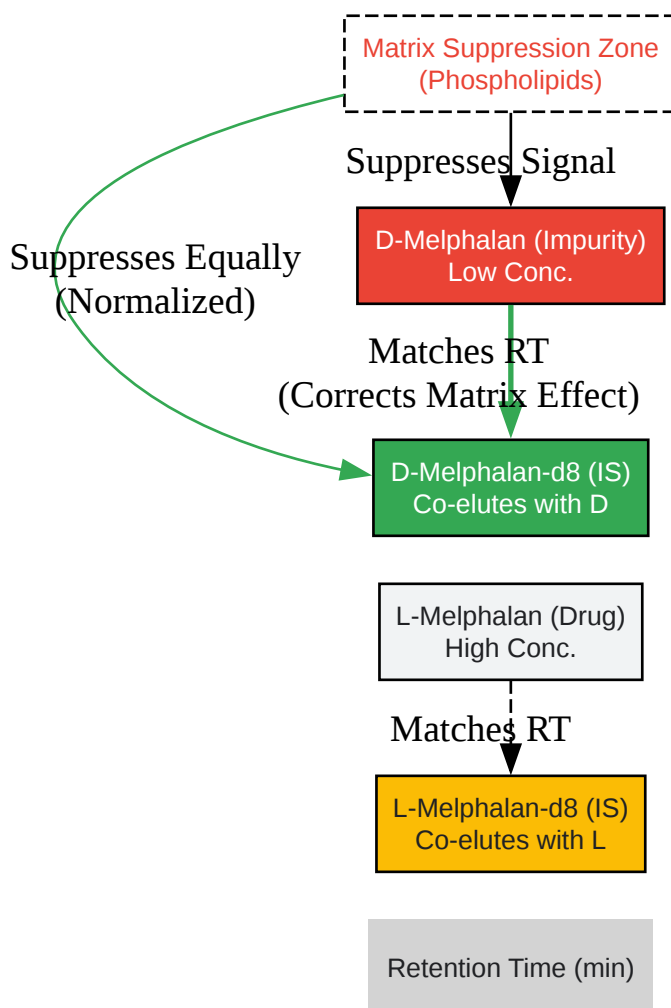 Matrix Suppression Zone
(Phospholipids)
Suppresses Signal
D-Melphalan (Impurity)
Low Conc.
Suppresses Equally
(Normalized)
Matches RT
(Corrects Matrix Effect)
D-Melphalan-d8 (IS)
Co-elutes with D
L-Melphalan (Drug)
High Conc.
Matches RT
L-Melphalan-d8 (IS)
Co-elutes with L
Retention Time (min)